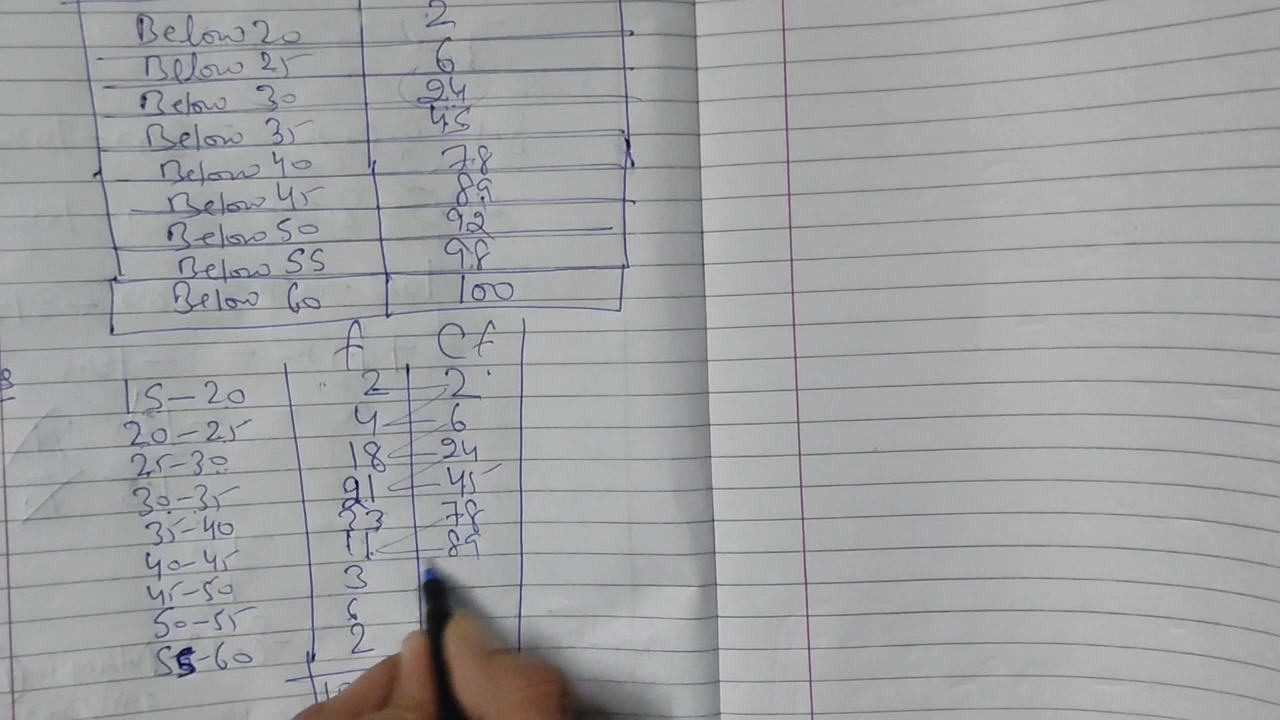 Below 20 2
Below 25 6
Below 30 24
Below 35 45
Below 40 78
Below 45 89
Below 50 92
Below 55 98
Below 60 100
f Cf
15-20 2 2
20-25 4 6
25-30 18 24
30-35 21 45
35-40 33 78
40-45 11 89
45-50 3
50-55 6
55-60 2